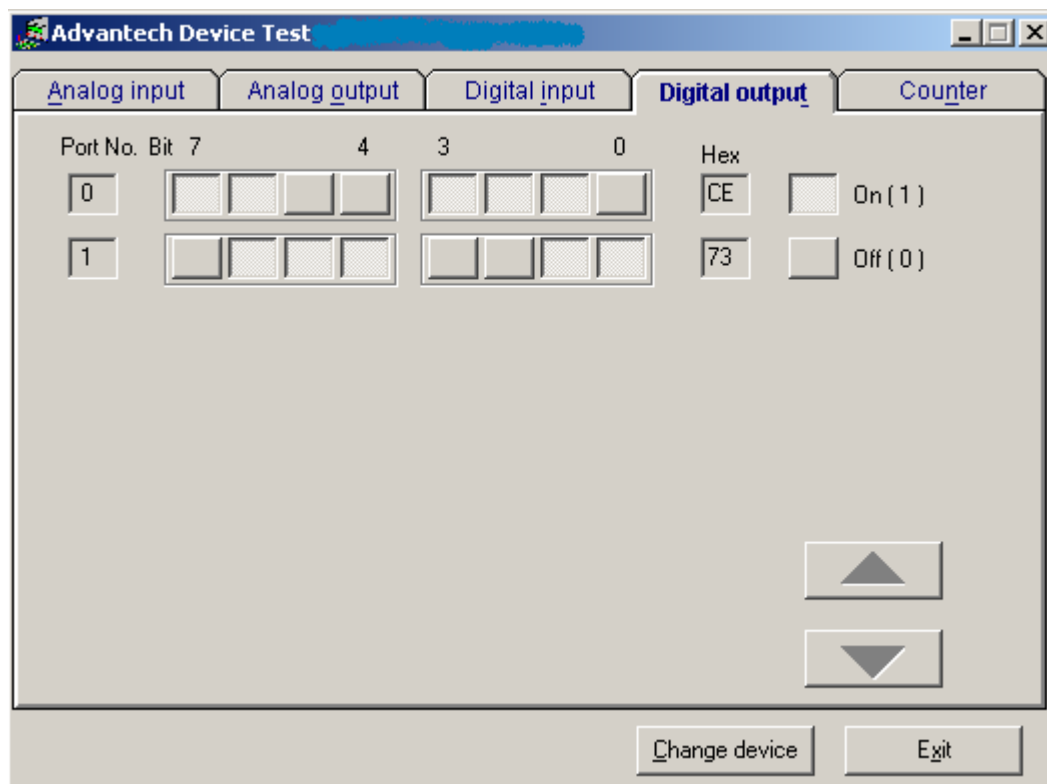 Advantech Device Test
Analog input Analog output Digital input Digital output Counter
Port No. Bit 7 4 3 0 Hex
0 CE On ( 1 )
1 73 Off ( 0 )
Change device Exit